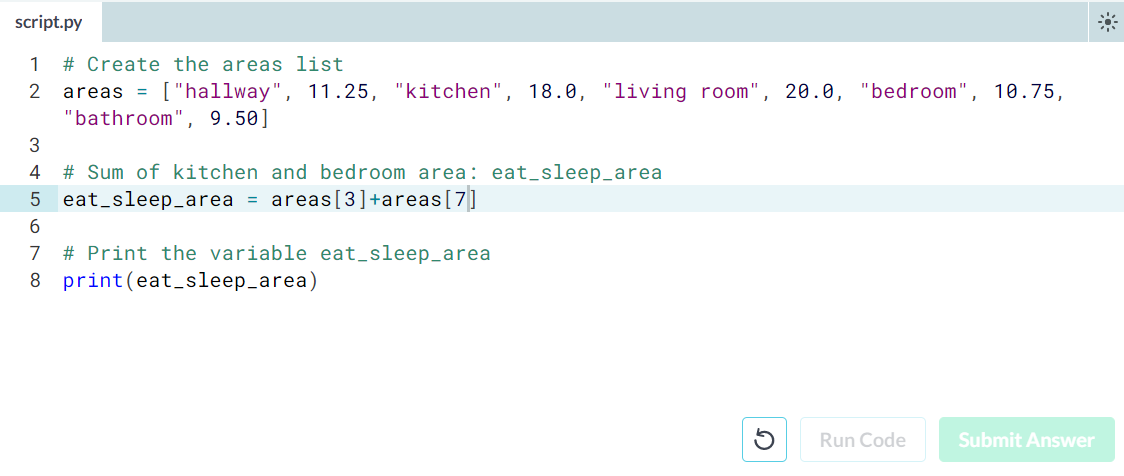 script.py
1 # Create the areas list
2 areas = ["hallway", 11.25, "kitchen", 18.0, "living room", 20.0, "bedroom", 10.75,
"bathroom", 9.50]
3
4 # Sum of kitchen and bedroom area: eat_sleep_area
5 eat_sleep_area = areas[3]+areas[7]
6
7 # Print the variable eat_sleep_area
8 print(eat_sleep_area)
Run Code
Submit Answer